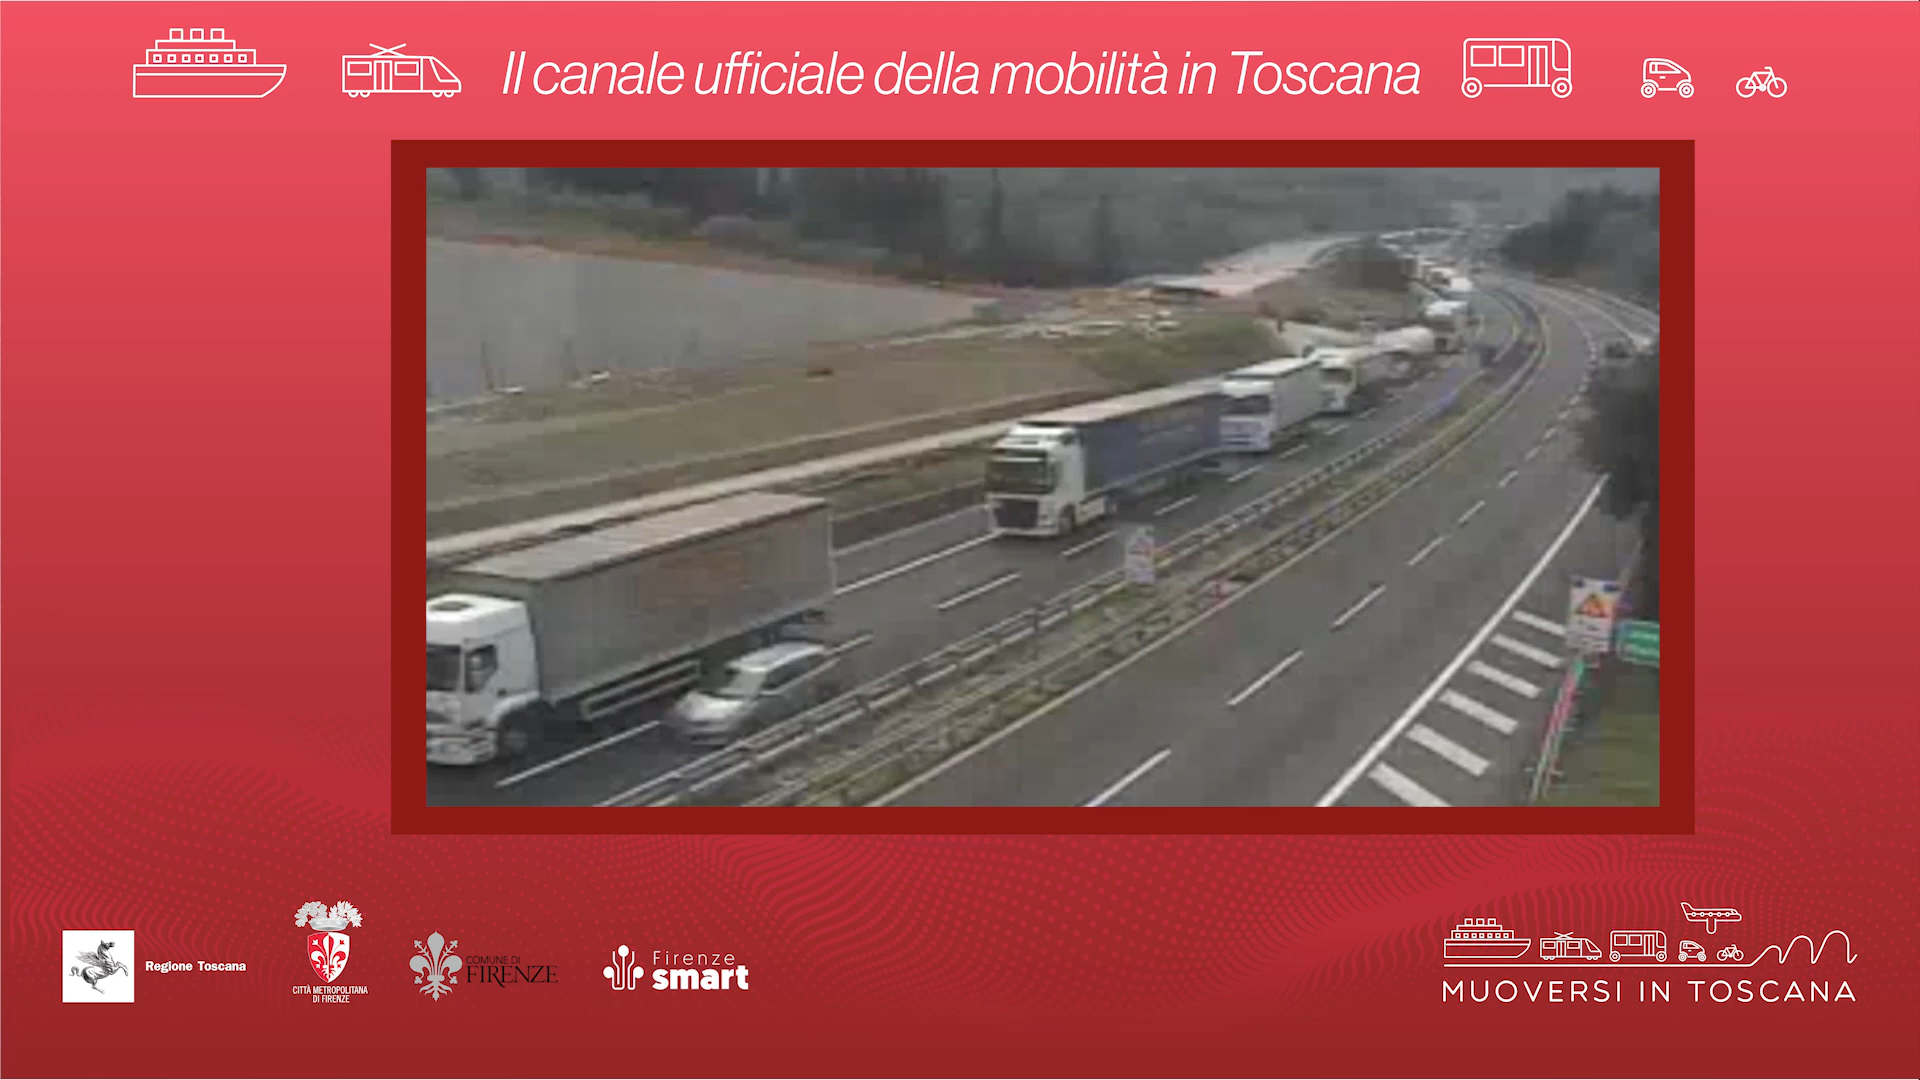 Il canale ufficiale della mobilità in Toscana
Regione Toscana
CITTÀ METROPOLITANA
DI FIRENZE
COMUNE DI
FIRENZE
Firenze
smart
MUOVERSI IN TOSCANA